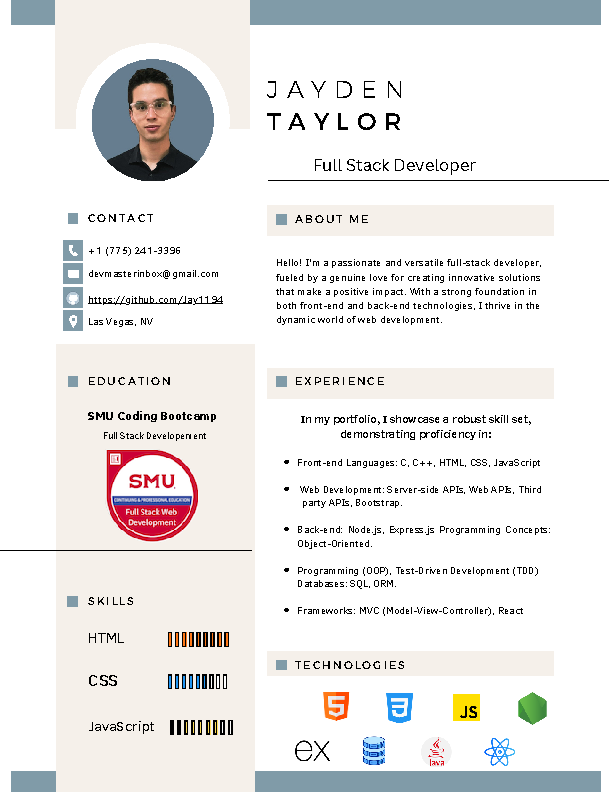 JAYDEN
TAYLOR
Full Stack Developer
CONTACT
+1 (775) 241-3396
devmasterinbox@gmail.com
https://github.com/Jay1194
Las Vegas, NV
EDUCATION
SMU Coding Bootcamp
Full Stack Developement
SMU.
CONTINUING & PROFESSIONAL EDUCATION
Full Stack Web
Development
SKILLS
HTML
CSS
JavaScript
ABOUT ME
Hello! I'm a passionate and versatile full-stack developer,
fueled by a genuine love for creating innovative solutions
that make a positive impact. With a strong foundation in
both front-end and back-end technologies, I thrive in the
dynamic world of web development.
EXPERIENCE
In my portfolio, I showcase a robust skill set,
demonstrating proficiency in:
Front-end Languages: C, C++, HTML, CSS, JavaScript
Web Development: Server-side APIs, Web APIs, Third
party APIs, Bootstrap.
Back-end: Node.js, Express.js Programming Concepts:
Object-Oriented.
Programming (OOP), Test-Driven Development (TDD)
Databases: SQL, ORM.
Frameworks: MVC (Model-View-Controller), React
TECHNOLOGIES
5
3
JS
ex
Java